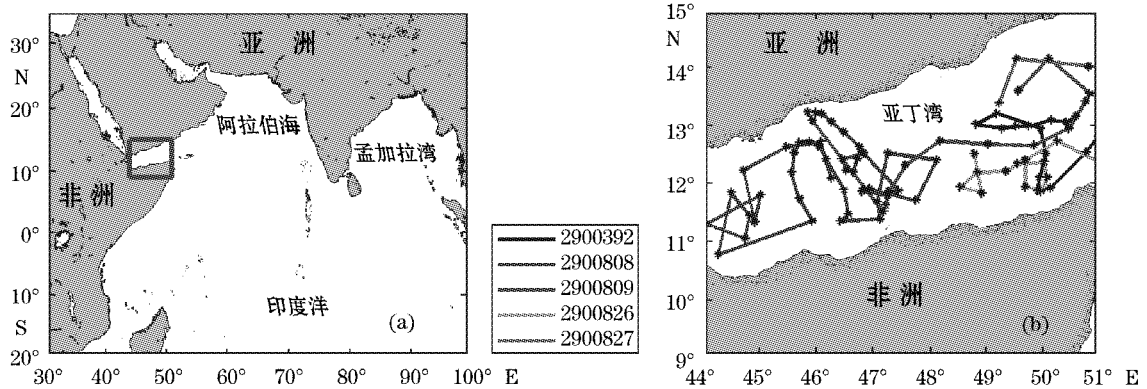 30°
N
20°
10°
0°
10°
S
20°
30° 40° 50° 60° 70° 80° 90° 100° E
亚 洲
阿拉伯海
孟加拉湾
非 洲
印度洋
(a)
2900392
2900808
2900809
2900826
2900827
15°
N
14°
13°
12°
11°
10°
9°
44° 45° 46° 47° 48° 49° 50° 51° E
亚 洲
亚丁湾
非 洲
(b)